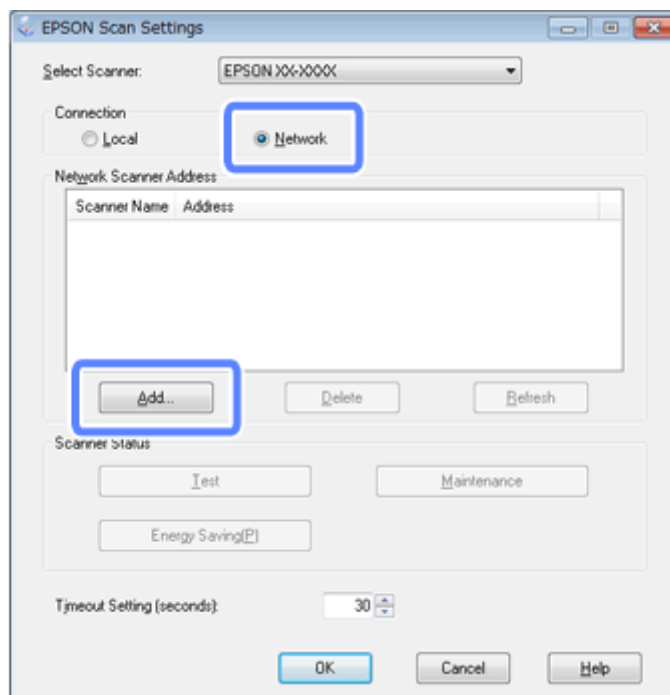 EPSON Scan Settings
Select Scanner: EPSON XX-XXXX
Connection
Local Network
Network Scanner Address
Scanner Name Address
Add... Delete Refresh
Scanner Status
Test Maintenance
Energy Saving(P)
Timeout Setting (seconds): 30
OK Cancel Help